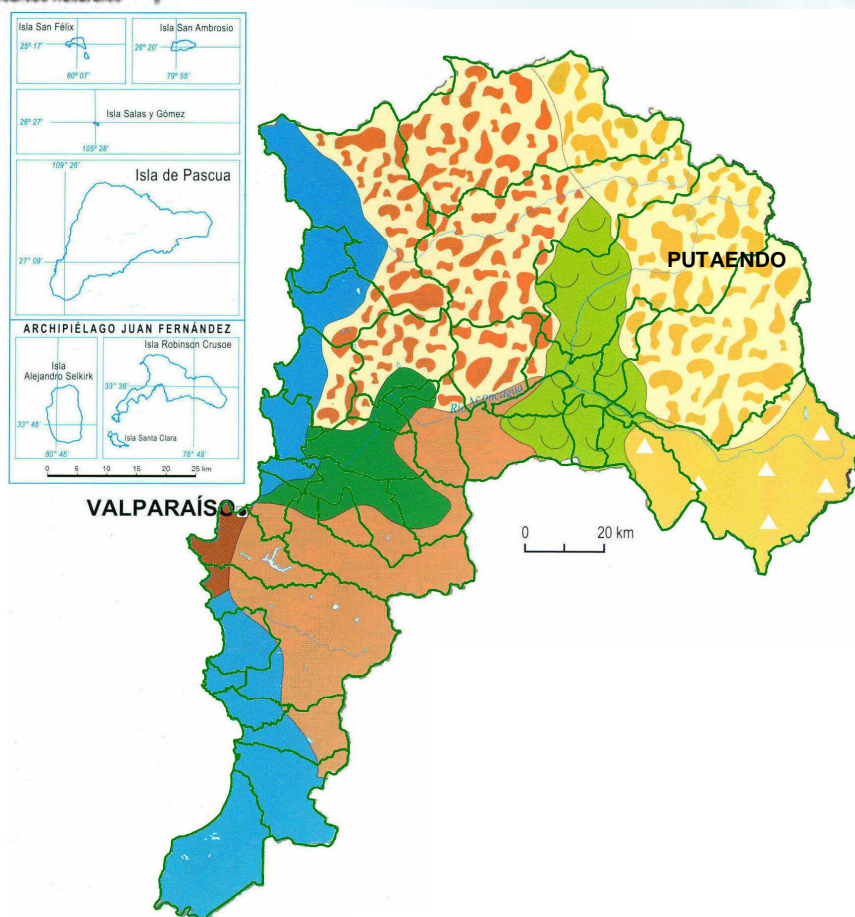 Isla San Félix
25° 17'
80° 07'
Isla San Ambrosio
26° 20'
79° 55'
Isla Salas y Gómez
26° 27'
105° 28'
109° 26'
Isla de Pascua
27° 09'
ARCHIPIÉLAGO JUAN FERNÁNDEZ
Isla
Alejandro Selkirk
33° 46'
80° 46'
Isla Robinson Crusoe
33° 38'
Isla Santa Clara
78° 49'
0 5 10 15 20 25 km
PUTAENDO
Río Aconcagua
VALPARAÍSO
0 20 km